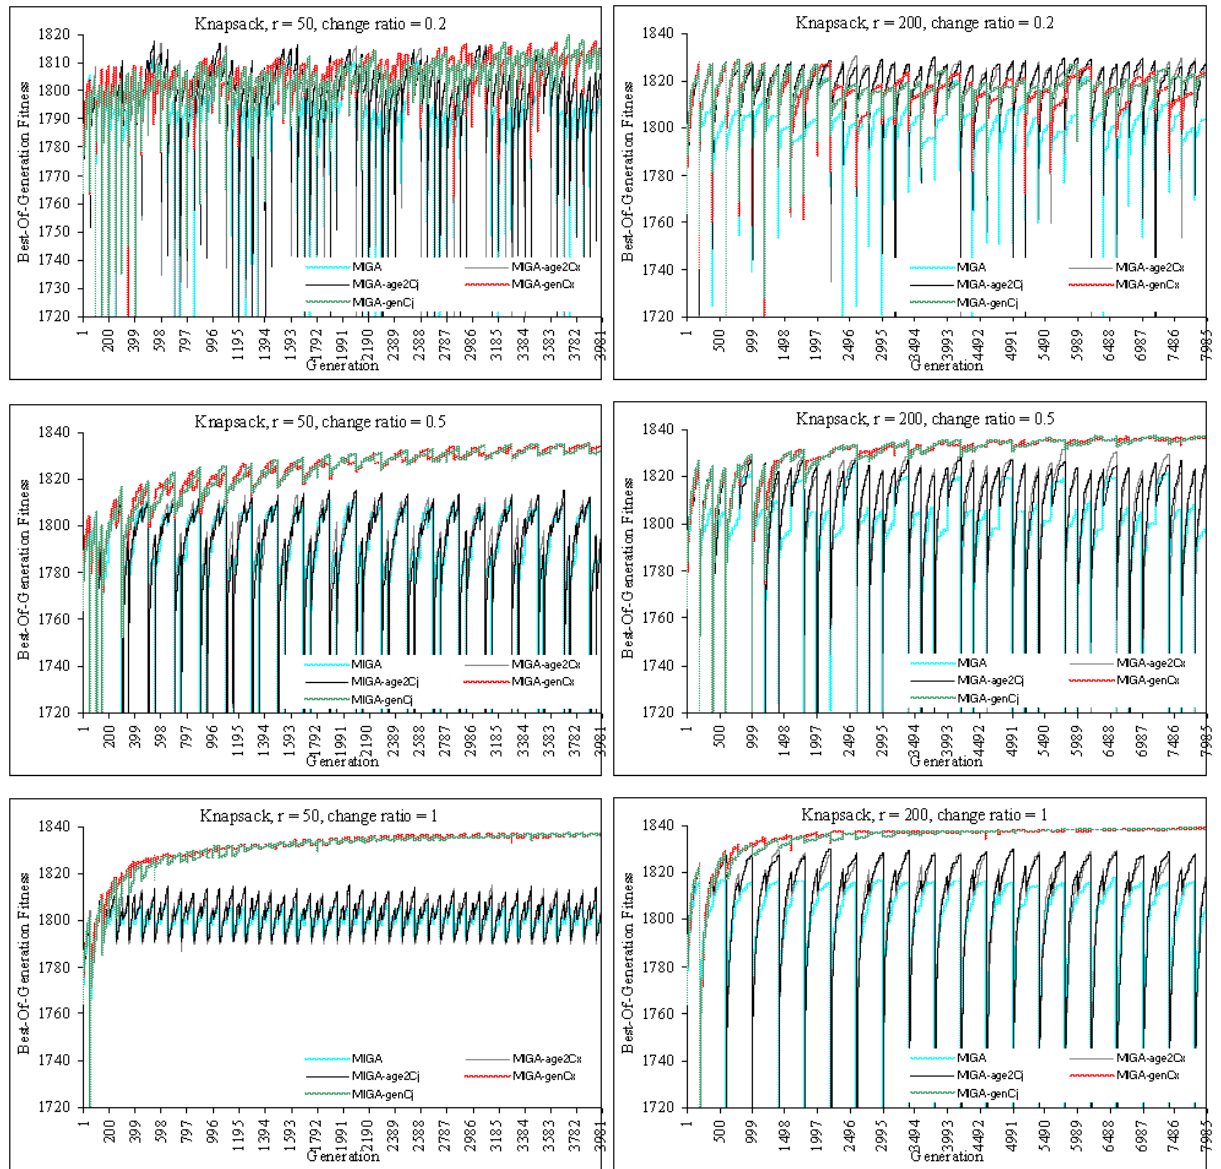 Knapsack, r = 50, change ratio = 0.2
Best-Of-Generation Fitness
1820
1810
1800
1790
1780
1770
1760
1750
1740
1730
1720
MIGA
MIGA-age2Cx
MIGA-age2Cj
MIGA-genCx
MIGA-genCj
1 200 399 598 797 996 1195 1394 1593 1792 1991 2190 2389 2588 2787 2986 3185 3384 3583 3782 3981
Generation
Knapsack, r = 200, change ratio = 0.2
Best-Of-Generation Fitness
1840
1820
1800
1780
1760
1740
1720
MIGA
MIGA-age2Cx
MIGA-age2Cj
MIGA-genCx
MIGA-genCj
1 500 999 1498 1997 2496 2995 3494 3993 4492 4991 5490 5989 6488 6987 7486 7985
Generation
Knapsack, r = 50, change ratio = 0.5
Best-Of-Generation Fitness
1840
1820
1800
1780
1760
1740
1720
MIGA
MIGA-age2Cx
MIGA-age2Cj
MIGA-genCx
MIGA-genCj
1 200 399 598 797 996 1195 1394 1593 1792 1991 2190 2389 2588 2787 2986 3185 3384 3583 3782 3981
Generation
Knapsack, r = 200, change ratio = 0.5
Best-Of-Generation Fitness
1840
1820
1800
1780
1760
1740
1720
MIGA
MIGA-age2Cx
MIGA-age2Cj
MIGA-genCx
MIGA-genCj
1 500 999 1498 1997 2496 2995 3494 3993 4492 4991 5490 5989 6488 6987 7486 7985
Generation
Knapsack, r = 50, change ratio = 1
Best-Of-Generation Fitness
1840
1820
1800
1780
1760
1740
1720
MIGA
MIGA-age2Cx
MIGA-age2Cj
MIGA-genCx
MIGA-genCj
1 200 399 598 797 996 1195 1394 1593 1792 1991 2190 2389 2588 2787 2986 3185 3384 3583 3782 3981
Generation
Knapsack, r = 200, change ratio = 1
Best-Of-Generation Fitness
1840
1820
1800
1780
1760
1740
1720
MIGA
MIGA-age2Cx
MIGA-age2Cj
MIGA-genCx
MIGA-genCj
1 500 999 1498 1997 2496 2995 3494 3993 4492 4991 5490 5989 6488 6987 7486 7985
Generation